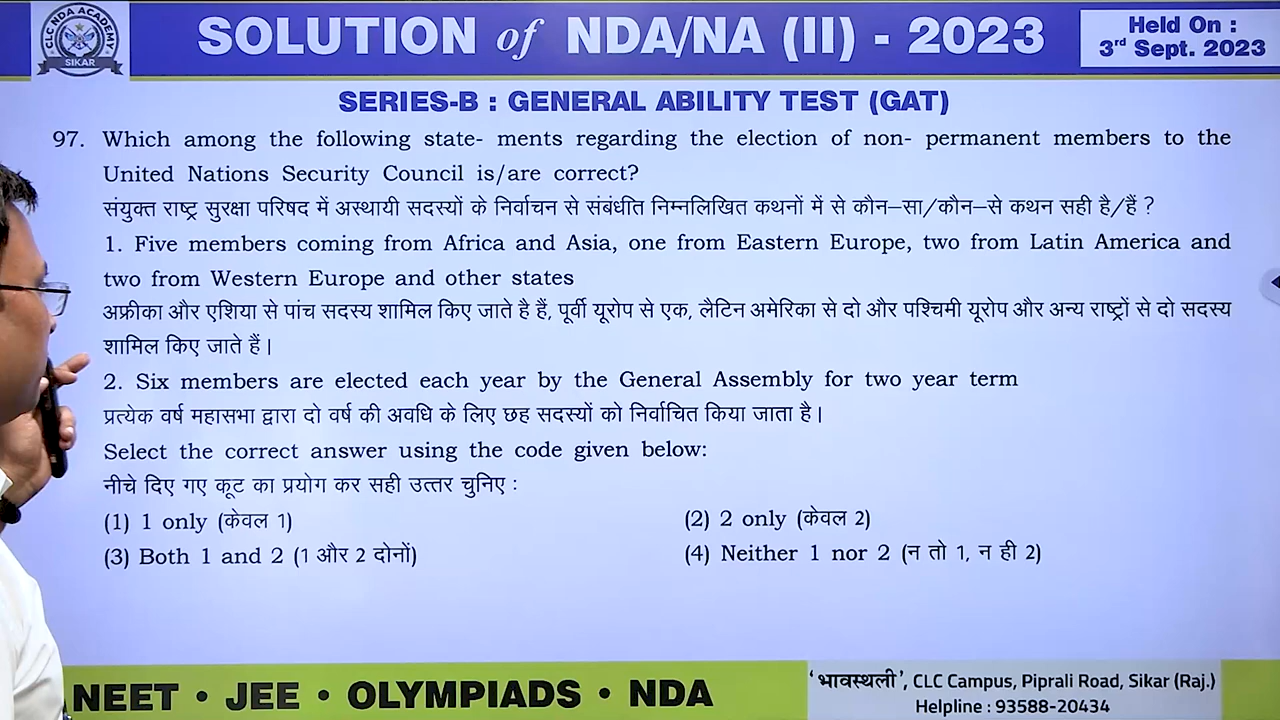 CLC NDA ACADEMY
SIKAR
SOLUTION of NDA/NA (II) - 2023
Held On :
3rd Sept. 2023
SERIES-B : GENERAL ABILITY TEST (GAT)
97. Which among the following state- ments regarding the election of non- permanent members to the
United Nations Security Council is/are correct?
संयुक्त राष्ट्र सुरक्षा परिषद में अस्थायी सदस्यों के निर्वाचन से संबंधीत निम्नलिखित कथनों में से कौन–सा/कौन–से कथन सही है/हैं ?
1. Five members coming from Africa and Asia, one from Eastern Europe, two from Latin America and
two from Western Europe and other states
अफ्रीका और एशिया से पांच सदस्य शामिल किए जाते है हैं, पूर्वी यूरोप से एक, लैटिन अमेरिका से दो और पश्चिमी यूरोप और अन्य राष्ट्रों से दो सदस्य
शामिल किए जाते हैं।
2. Six members are elected each year by the General Assembly for two year term
प्रत्येक वर्ष महासभा द्वारा दो वर्ष की अवधि के लिए छह सदस्यों को निर्वाचित किया जाता है।
Select the correct answer using the code given below:
नीचे दिए गए कूट का प्रयोग कर सही उत्तर चुनिए :
(1) 1 only (केवल 1)
(2) 2 only (केवल 2)
(3) Both 1 and 2 (1 और 2 दोनों)
(4) Neither 1 nor 2 (न तो 1, न ही 2)
NEET • JEE • OLYMPIADS • NDA
'भावस्थली', CLC Campus, Piprali Road, Sikar (Raj.)
Helpline : 93588-20434